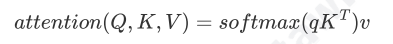 attention(Q, K, V) = softmax(qK^T)v